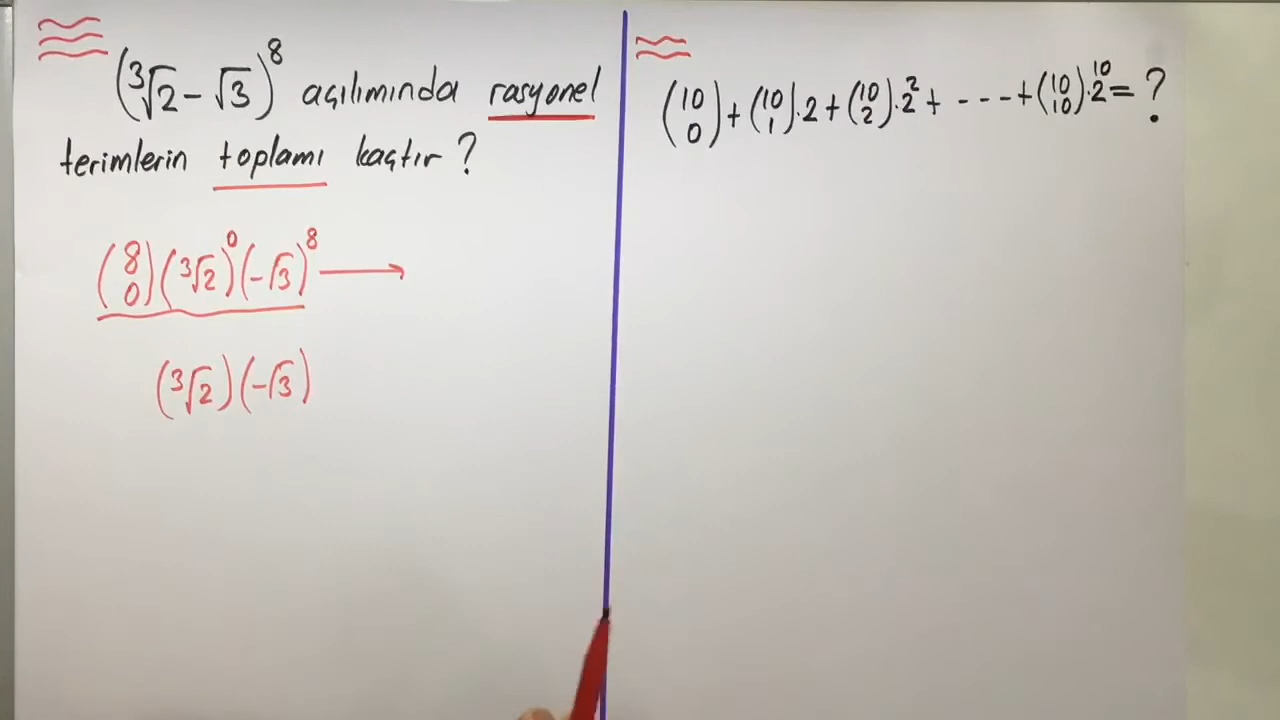 (∛2 - √3)⁸ açılımında rasyonel
terimlerin toplamı kaçtır ?
(8 0)(∛2)⁰(-√3)⁸ →
(∛2)(-√3)
(10 0) + (10 1).2 + (10 2).2² + ---- + (10 10).2¹⁰ = ?